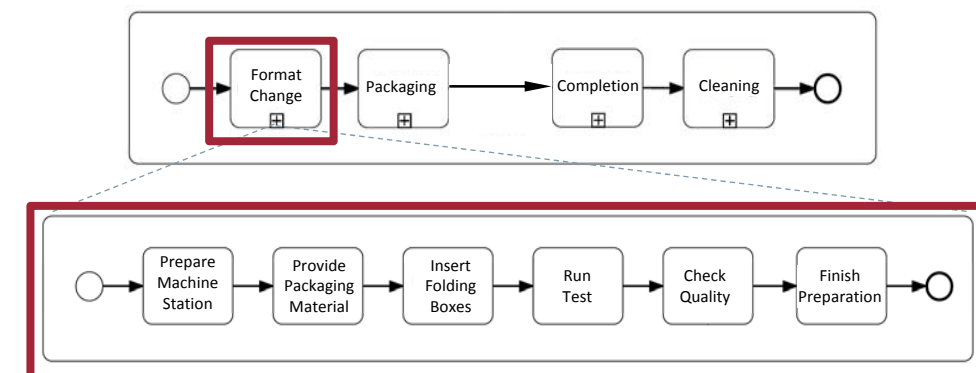 Format
Change
Packaging
Completion
Cleaning
Prepare
Machine
Station
Provide
Packaging
Material
Insert
Folding
Boxes
Run
Test
Check
Quality
Finish
Preparation